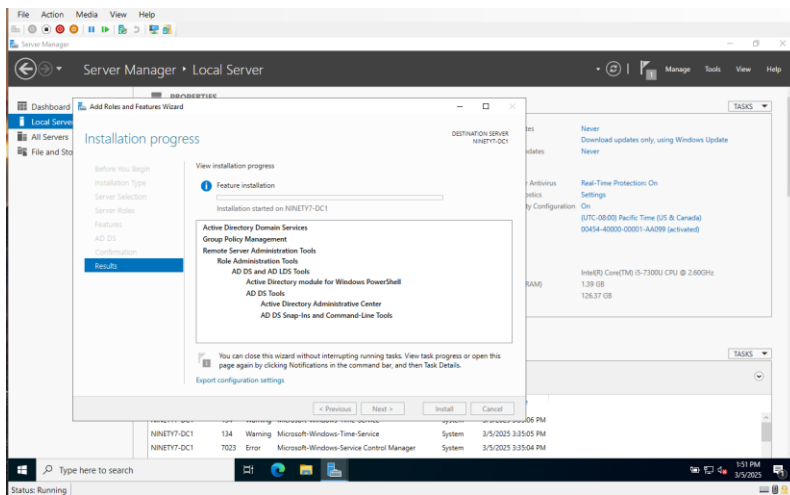 File Action Media View Help
Server Manager
Server Manager • Local Server
Manage Tools View Help
PROPERTIES
TASKS
Dashboard
Local Serve
All Servers
File and Sto
Add Roles and Features Wizard
Installation progress
DESTINATION SERVER
NINETY7-DC1
Before You Begin
Installation Type
Server Selection
Server Roles
Features
AD DS
Confirmation
Results
View installation progress
Feature installation
Installation started on NINETY7-DC1
Active Directory Domain Services
Group Policy Management
Remote Server Administration Tools
Role Administration Tools
AD DS and AD LDS Tools
Active Directory module for Windows PowerShell
AD DS Tools
Active Directory Administrative Center
AD DS Snap-Ins and Command-Line Tools
You can close this wizard without interrupting running tasks. View task progress or open this
page again by clicking Notifications in the command bar, and then Task Details.
Export configuration settings
< Previous Next > Install Cancel
Never
Download updates only, using Windows Update
Never
Antivirus Real-Time Protection: On
Settings
ty Configuration On
(UTC-08:00) Pacific Time (US & Canada)
00454-40000-00001-AA099 (activated)
Intel(R) Core(TM) i5-7300U CPU @ 2.60GHz
RAM) 1.39 GB
126.37 GB
TASKS
NINETY7-DC1 134 Warning Microsoft-Windows-Time-Service System 3/5/2025 3:35:05 PM
NINETY7-DC1 7023 Error Microsoft-Windows-Service Control Manager System 3/5/2025 3:35:04 PM
Type here to search
1:51 PM
3/5/2025
Status: Running